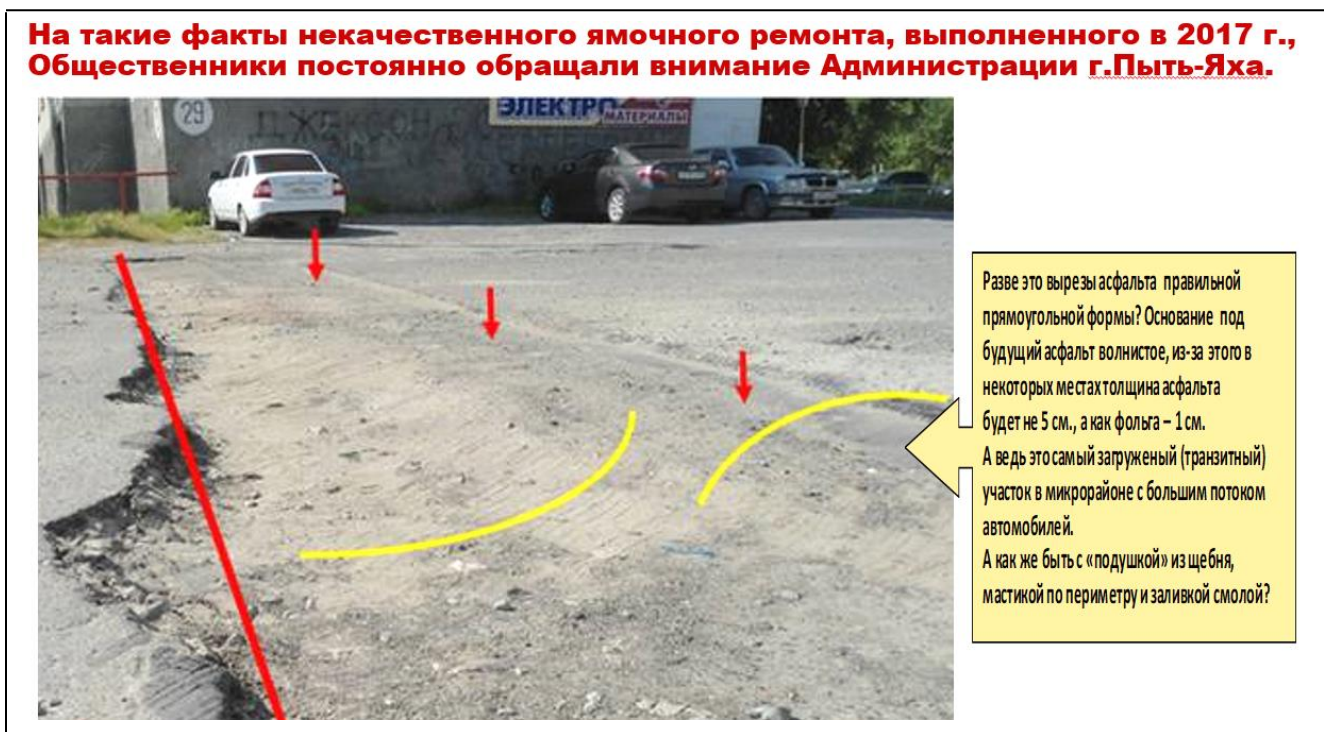 На такие факты некачественного ямочного ремонта, выполненного в 2017 г.,
Общественники постоянно обращали внимание Администрации г.Пыть-Яха.
29
ДЖЕКСОН
ЭЛЕКТРО
МАТЕРИАЛЫ
Разве это вырезы асфальта правильной
прямоугольной формы? Основание под
будущий асфальт волнистое, из-за этого в
некоторых местах толщина асфальта
будет не 5 см., а как фольга – 1 см.
А ведь это самый загруженый (транзитный)
участок в микрорайоне с большим потоком
автомобилей.
А как же быть с «подушкой» из щебня,
мастикой по периметру и заливкой смолой?